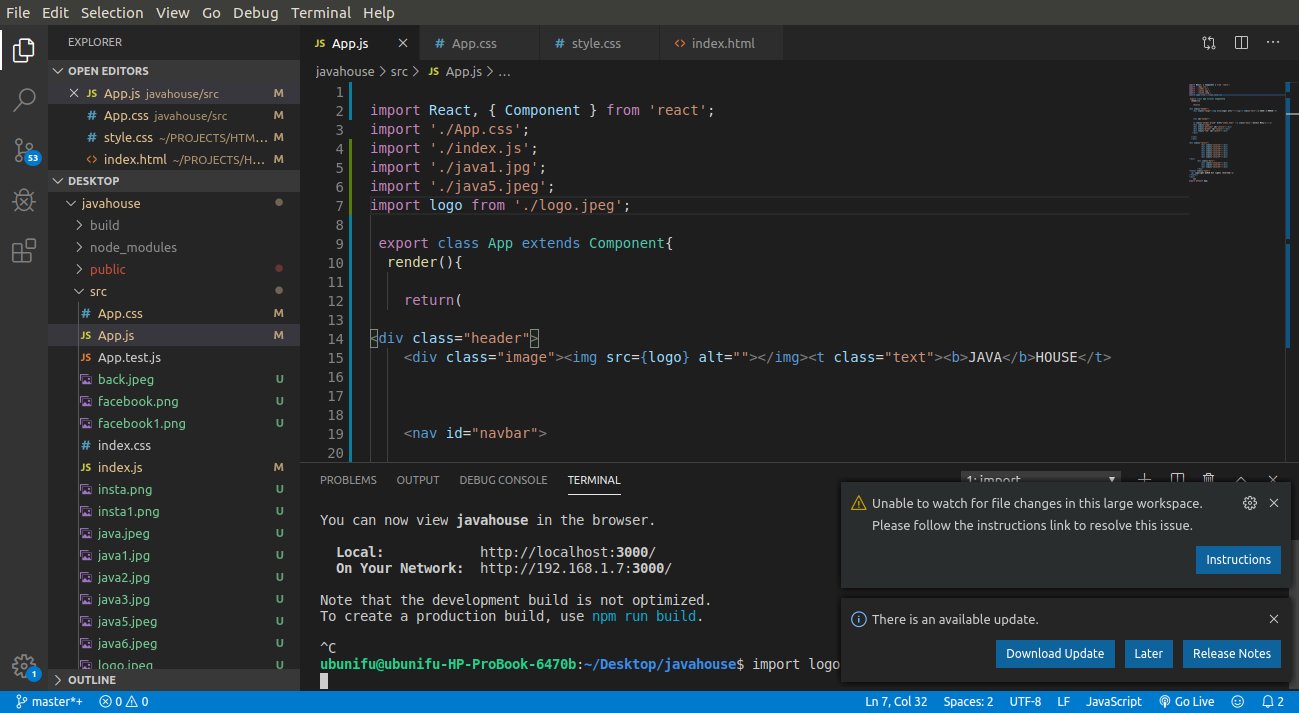 File Edit Selection View Go Debug Terminal Help
EXPLORER
OPEN EDITORS
JS App.js javahouse/src M
# App.css javahouse/src M
# style.css ~/PROJECTS/HTM... M
<> index.html ~/PROJECTS/H... M
DESKTOP
javahouse
build
node_modules
public
src
# App.css M
JS App.js M
JS App.test.js
back.jpeg U
facebook.png U
facebook1.png U
# index.css
JS index.js M
insta.png U
insta1.png U
java.jpeg U
java1.jpg U
java2.jpg U
java3.jpg U
java5.jpeg U
java6.jpeg U
logo.jpeg U
OUTLINE
53
1
JS App.js
# App.css
# style.css
<> index.html
javahouse > src > JS App.js > ...
1
2 import React, { Component } from 'react';
3 import './App.css';
4 import './index.js';
5 import './java1.jpg';
6 import './java5.jpeg';
7 import logo from './logo.jpeg';
8
9 export class App extends Component{
10 render(){
11
12 return(
13
14 <div class="header">
15 <div class="image"><img src={logo} alt=""></img><t class="text"><b>JAVA</b>HOUSE</t>
16
17
18
19 <nav id="navbar">
20
PROBLEMS OUTPUT DEBUG CONSOLE TERMINAL
1: import
You can now view javahouse in the browser.
Local: http://localhost:3000/
On Your Network: http://192.168.1.7:3000/
Note that the development build is not optimized.
To create a production build, use npm run build.
^C
ubunifu@ubunifu-HP-ProBook-6470b:~/Desktop/javahouse$ import logo
Unable to watch for file changes in this large workspace.
Please follow the instructions link to resolve this issue.
Instructions
There is an available update.
Download Update Later Release Notes
master*+ 0 0 Ln 7, Col 32 Spaces: 2 UTF-8 LF JavaScript Go Live 2